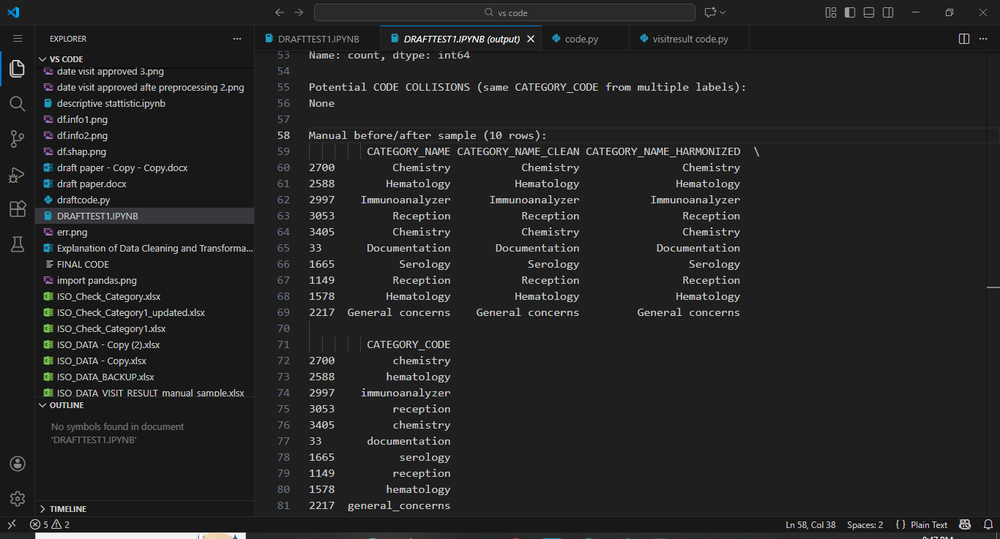 vs code
EXPLORER
VS CODE
date visit approved 3.png
date visit approved afte preprocessing 2.png
descriptive stattistic.ipynb
df.info1.png
df.info2.png
df.shap.png
draft paper - Copy - Copy.docx
draft paper.docx
draftcode.py
DRAFTTEST1.IPYNB
err.png
Explanation of Data Cleaning and Transforma...
FINAL CODE
import pandas.png
ISO_Check_Category.xlsx
ISO_Check_Category1_updated.xlsx
ISO_Check_Category1.xlsx
ISO_DATA - Copy (2).xlsx
ISO_DATA - Copy.xlsx
ISO_DATA_BACKUP.xlsx
ISO_DATA_VISIT_RESULT_manual_sample.xlsx
OUTLINE
No symbols found in document
'DRAFTTEST1.IPYNB'
TIMELINE
DRAFTTEST1.IPYNB DRAFTTEST1.IPYNB (output) code.py visitresult code.py
53 Name: count, dtype: int64
54
55 Potential CODE COLLISIONS (same CATEGORY_CODE from multiple labels):
56 None
57
58 Manual before/after sample (10 rows):
59 CATEGORY_NAME CATEGORY_NAME_CLEAN CATEGORY_NAME_HARMONIZED \
60 2700 Chemistry Chemistry Chemistry
61 2588 Hematology Hematology Hematology
62 2997 Immunoanalyzer Immunoanalyzer Immunoanalyzer
63 3053 Reception Reception Reception
64 3405 Chemistry Chemistry Chemistry
65 33 Documentation Documentation Documentation
66 1665 Serology Serology Serology
67 1149 Reception Reception Reception
68 1578 Hematology Hematology Hematology
69 2217 General concerns General concerns General concerns
70
71 CATEGORY_CODE
72 2700 chemistry
73 2588 hematology
74 2997 immunoanalyzer
75 3053 reception
76 3405 chemistry
77 33 documentation
78 1665 serology
79 1149 reception
80 1578 hematology
81 2217 general_concerns
5 2 Ln 58, Col 38 Spaces: 2 { } Plain Text